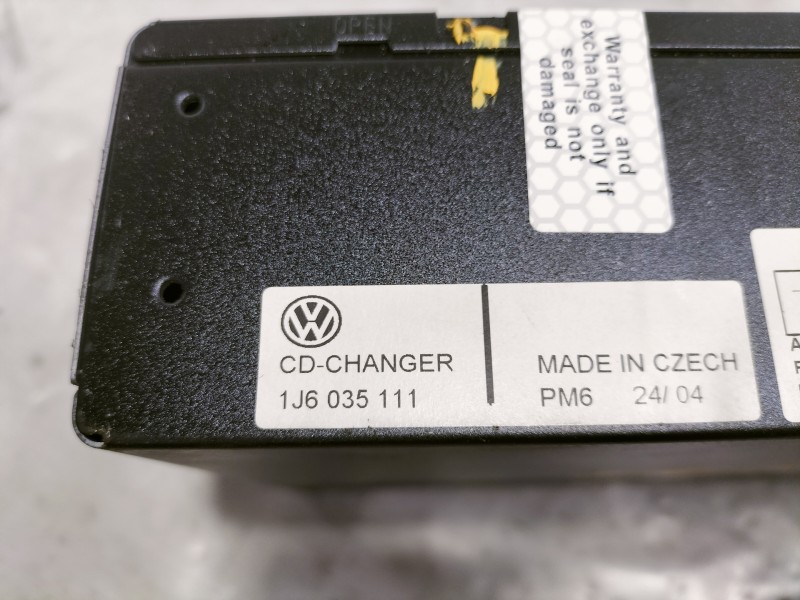 OPEN
Warranty and
exchange only if
seal is not
damaged
VW
CD-CHANGER
1J6 035 111
MADE IN CZECH
PM6 24/ 04